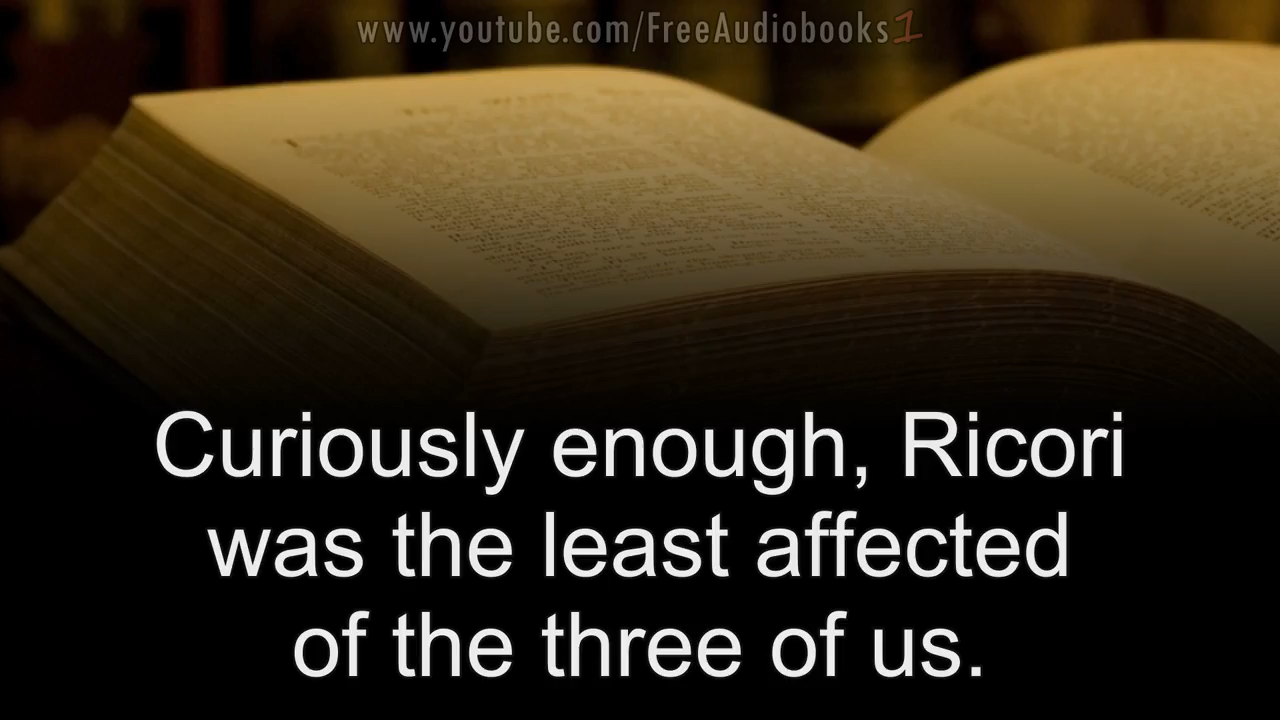 www.youtube.com/FreeAudiobooks1
Curiously enough, Ricori
was the least affected
of the three of us.